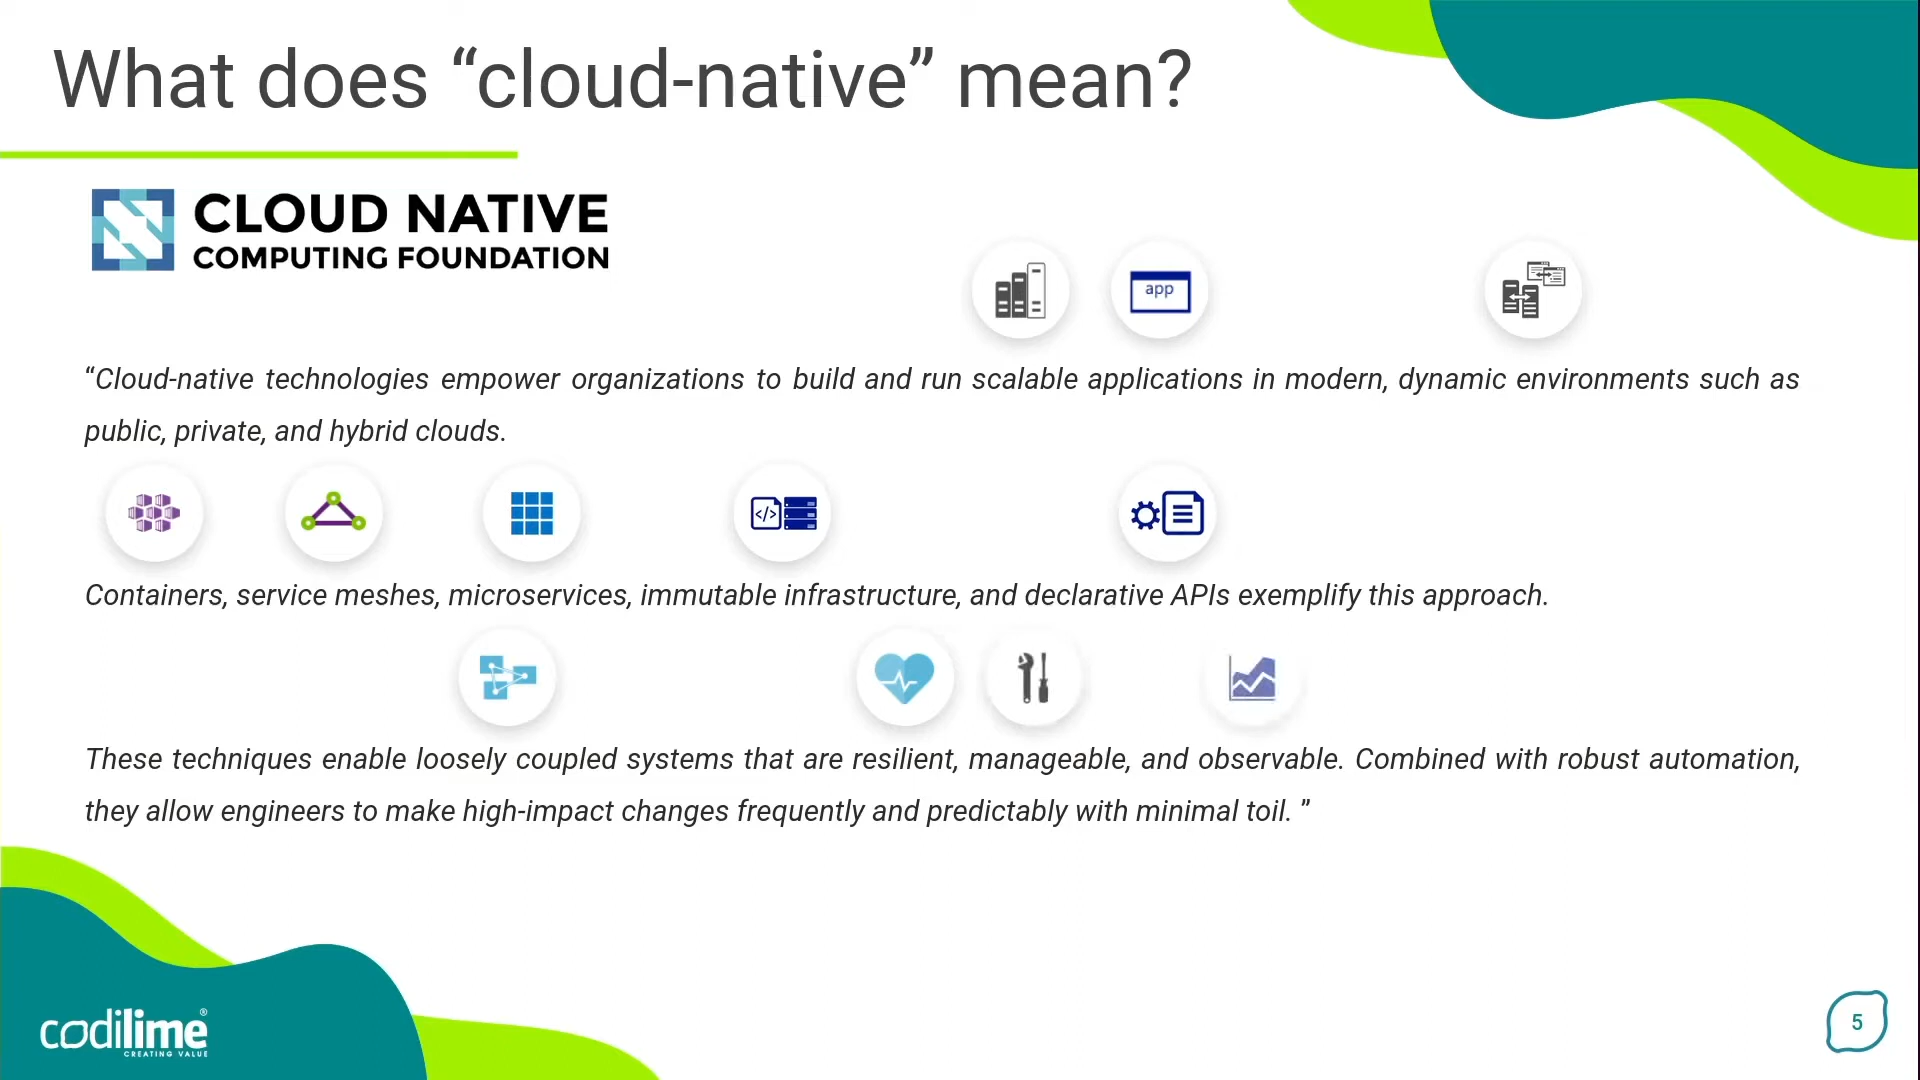 What does “cloud-native” mean?
CLOUD NATIVE
COMPUTING FOUNDATION
app
“Cloud-native technologies empower organizations to build and run scalable applications in modern, dynamic environments such as
public, private, and hybrid clouds.
</>
Containers, service meshes, microservices, immutable infrastructure, and declarative APIs exemplify this approach.
These techniques enable loosely coupled systems that are resilient, manageable, and observable. Combined with robust automation,
they allow engineers to make high-impact changes frequently and predictably with minimal toil. ”
codilime®
CREATING VALUE
5